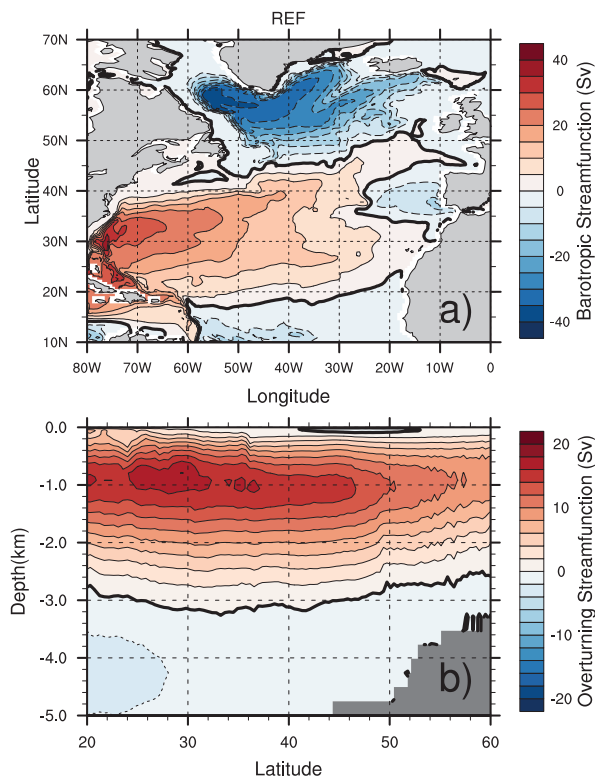 REF
70N
60N
50N
40N
30N
20N
10N
Latitude
80W 70W 60W 50W 40W 30W 20W 10W 0
Longitude
a)
40
20
0
-20
-40
Barotropic Streamfunction (Sv)
0.0
-1.0
-2.0
-3.0
-4.0
-5.0
Depth(km)
20 30 40 50 60
Latitude
b)
20
10
0
-10
-20
Overturning Streamfunction (Sv)